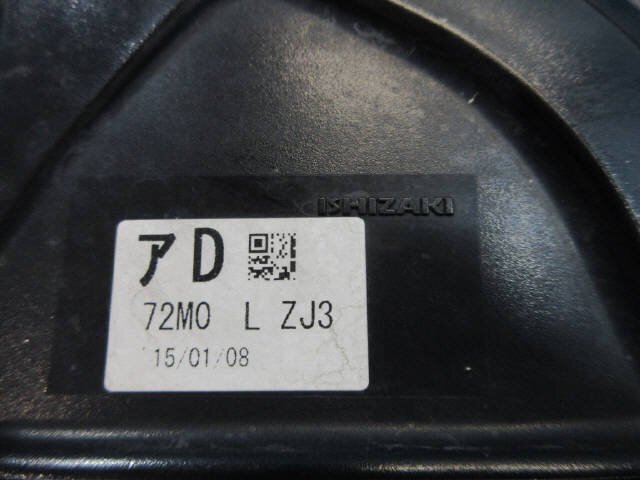 ISHIZAKI
アD
72M0 L ZJ3
'15/01/08